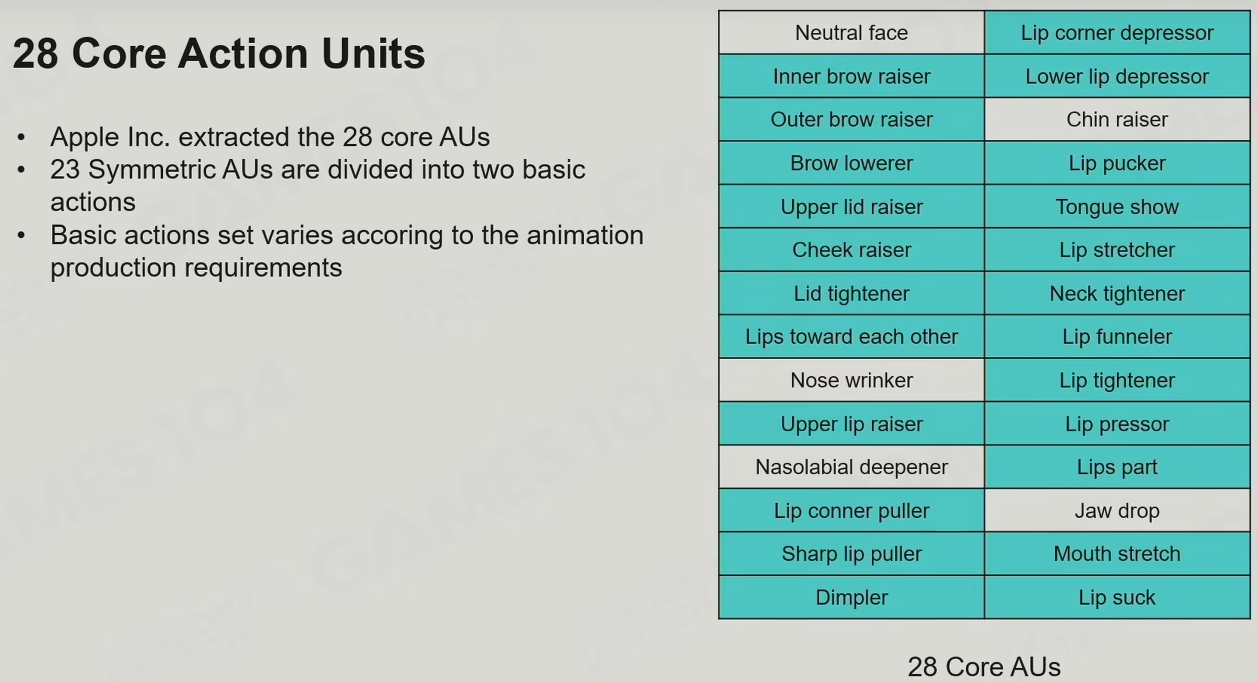 28 Core Action Units
• Apple Inc. extracted the 28 core AUs
• 23 Symmetric AUs are divided into two basic
actions
• Basic actions set varies accoring to the animation
production requirements
Neutral face Lip corner depressor
Inner brow raiser Lower lip depressor
Outer brow raiser Chin raiser
Brow lowerer Lip pucker
Upper lid raiser Tongue show
Cheek raiser Lip stretcher
Lid tightener Neck tightener
Lips toward each other Lip funneler
Nose wrinker Lip tightener
Upper lip raiser Lip pressor
Nasolabial deepener Lips part
Lip conner puller Jaw drop
Sharp lip puller Mouth stretch
Dimpler Lip suck
28 Core AUs
GAMES104
GAMES104
GAMES104